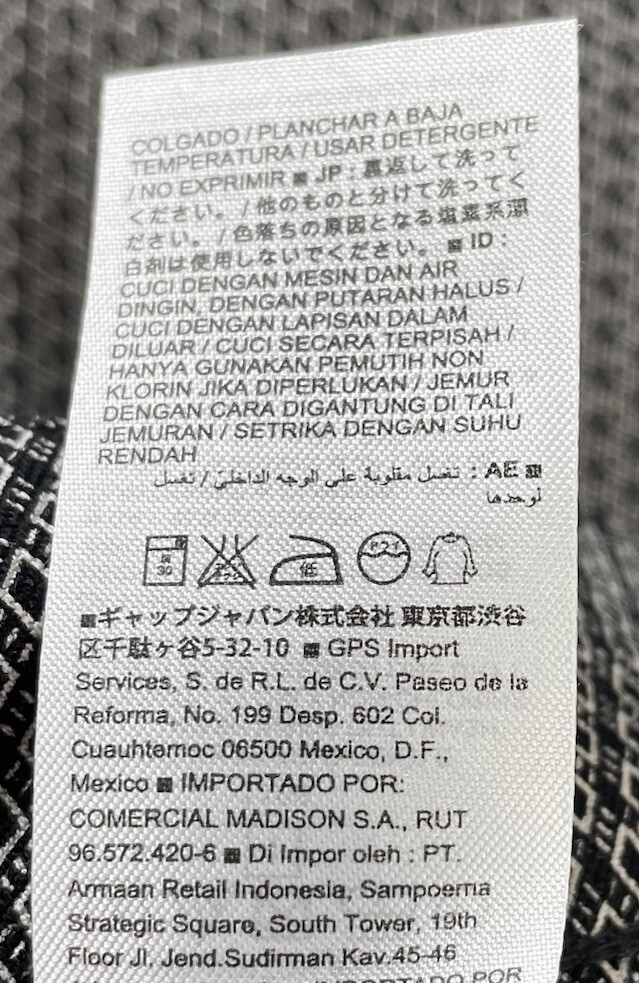 COLGADO / PLANCHAR A BAJA
TEMPERATURA / USAR DETERGENTE
/ NO EXPRIMIR ■ JP : 裏返して洗って
ください。 / 他のものと分けて洗ってく
ださい。 / 色落ちの原因となる塩素系漂
白剤は使用しないでください。 ■ ID :
CUCI DENGAN MESIN DAN AIR
DINGIN, DENGAN PUTARAN HALUS /
CUCI DENGAN LAPISAN DALAM
DILUAR / CUCI SECARA TERPISAH /
HANYA GUNAKAN PEMUTIH NON
KLORIN JIKA DIPERLUKAN / JEMUR
DENGAN CARA DIGANTUNG DI TALI
JEMURAN / SETRIKA DENGAN SUHU
RENDAH
■ AE : تغسل مقلوبة على الوجه الداخلي / تغسل
لوحدها
弱 30 低 ドライ
■ギャップジャパン株式会社 東京都渋谷
区千駄ヶ谷5-32-10 ■ GPS Import
Services, S. de R.L. de C.V. Paseo de la
Reforma, No. 199 Desp. 602 Col.
Cuauhtemoc 06500 Mexico, D.F.,
Mexico ■ IMPORTADO POR:
COMERCIAL MADISON S.A., RUT
96.572.420-6 ■ Di Impor oleh : PT.
Armaan Retail Indonesia, Sampoerna
Strategic Square, South Tower, 19th
Floor Jl. Jend.Sudirman Kav.45-46
IMPORTADO POR